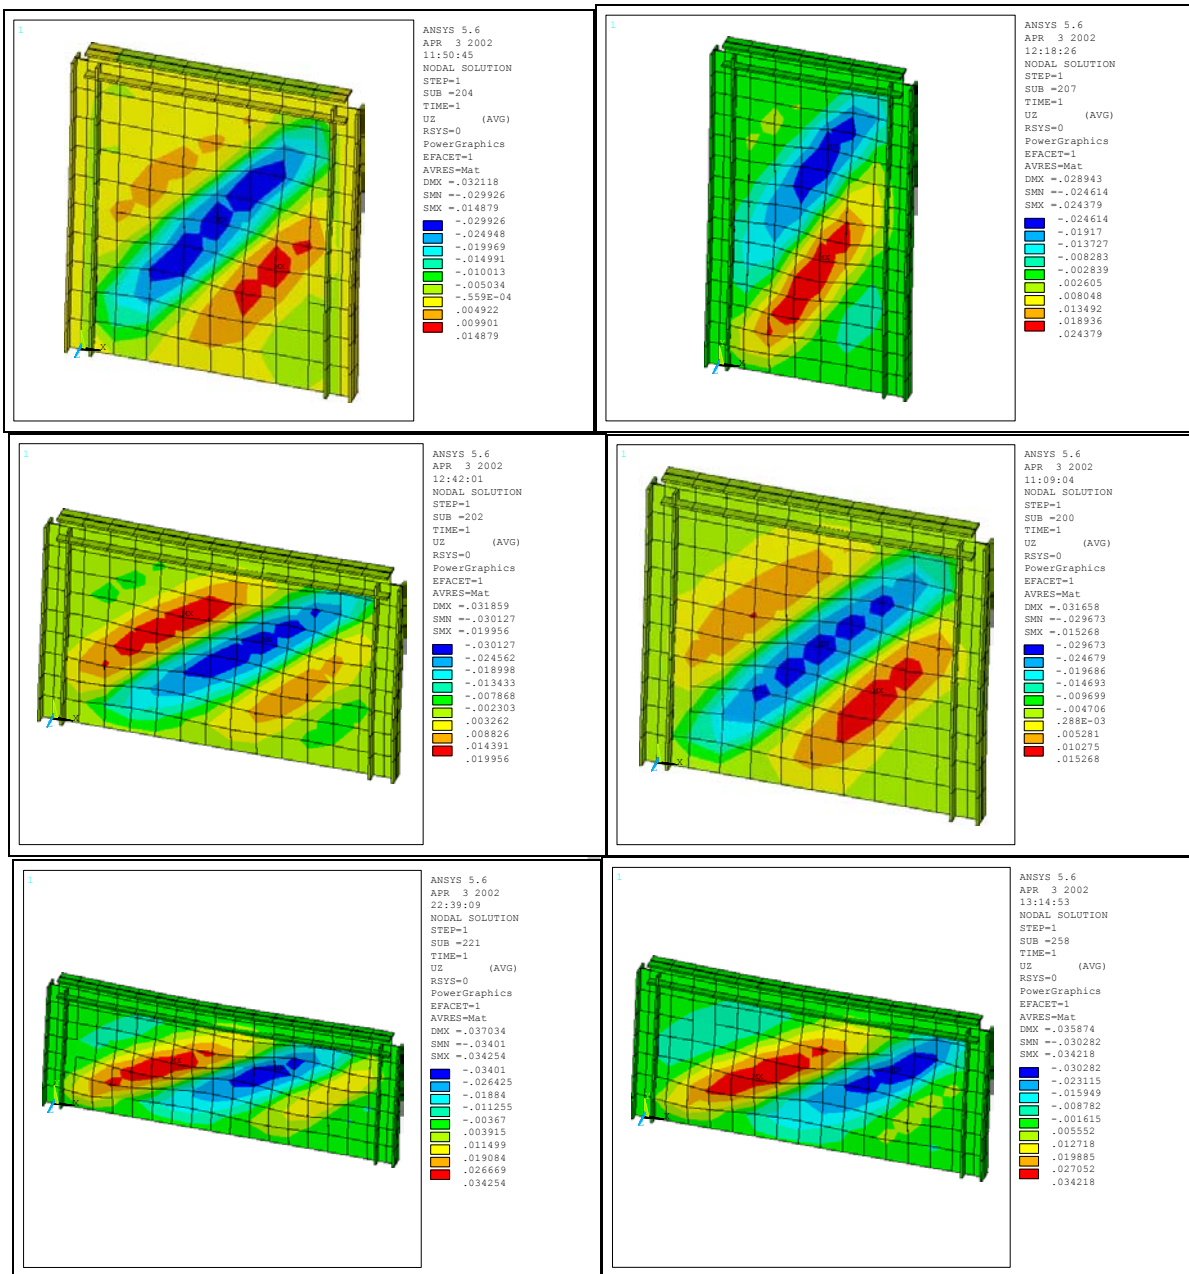 1
ANSYS 5.6
APR  3 2002
11:50:45
NODAL SOLUTION
STEP=1
SUB =204
TIME=1
UZ       (AVG)
RSYS=0
PowerGraphics
EFACET=1
AVRES=Mat
DMX =.032118
SMN =-.029926
SMX =.014879
-.029926
-.024948
-.019969
-.014991
-.010013
-.005034
-.559E-04
.004922
.009901
.014879
MX
X
Z
1
ANSYS 5.6
APR  3 2002
12:18:26
NODAL SOLUTION
STEP=1
SUB =207
TIME=1
UZ       (AVG)
RSYS=0
PowerGraphics
EFACET=1
AVRES=Mat
DMX =.028943
SMN =-.024614
SMX =.024379
-.024614
-.01917
-.013727
-.008283
-.002839
.002605
.008048
.013492
.018936
.024379
MX
X
Z
1
ANSYS 5.6
APR  3 2002
12:42:01
NODAL SOLUTION
STEP=1
SUB =202
TIME=1
UZ       (AVG)
RSYS=0
PowerGraphics
EFACET=1
AVRES=Mat
DMX =.031859
SMN =-.030127
SMX =.019956
-.030127
-.024562
-.018998
-.013433
-.007868
-.002303
.003262
.008826
.014391
.019956
MX
X
Z
1
ANSYS 5.6
APR  3 2002
11:09:04
NODAL SOLUTION
STEP=1
SUB =200
TIME=1
UZ       (AVG)
RSYS=0
PowerGraphics
EFACET=1
AVRES=Mat
DMX =.031658
SMN =-.029673
SMX =.015268
-.029673
-.024679
-.019686
-.014693
-.009699
-.004706
.288E-03
.005281
.010275
.015268
MX
X
Z
1
ANSYS 5.6
APR  3 2002
22:39:09
NODAL SOLUTION
STEP=1
SUB =221
TIME=1
UZ       (AVG)
RSYS=0
PowerGraphics
EFACET=1
AVRES=Mat
DMX =.037034
SMN =-.03401
SMX =.034254
-.03401
-.026425
-.01884
-.011255
-.00367
.003915
.011499
.019084
.026669
.034254
MX
X
Z
1
ANSYS 5.6
APR  3 2002
13:14:53
NODAL SOLUTION
STEP=1
SUB =258
TIME=1
UZ       (AVG)
RSYS=0
PowerGraphics
EFACET=1
AVRES=Mat
DMX =.035874
SMN =-.030282
SMX =.034218
-.030282
-.023115
-.015949
-.008782
-.001615
.005552
.012718
.019885
.027052
.034218
MX
X
Z